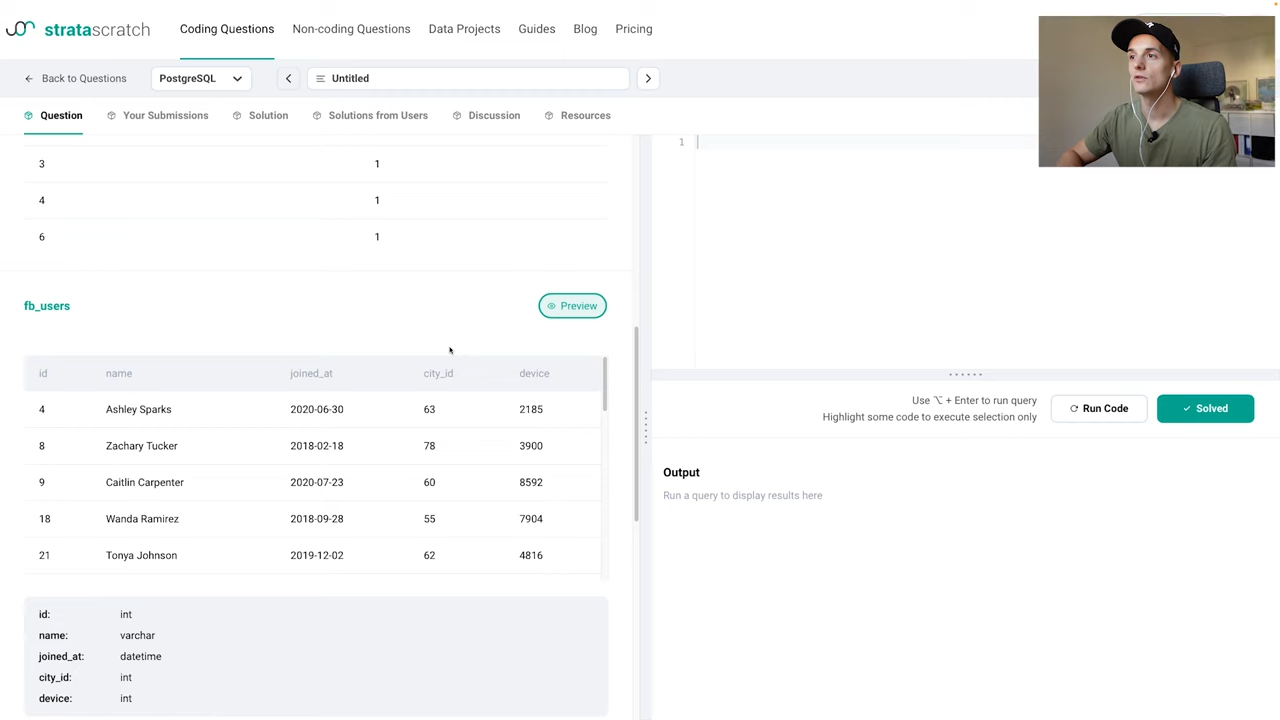 stratascratch
Coding Questions
Non-coding Questions
Data Projects
Guides
Blog
Pricing
Back to Questions
PostgreSQL
Untitled
Question
Your Submissions
Solution
Solutions from Users
Discussion
Resources
3 1
4 1
6 1
fb_users
Preview
id name joined_at city_id device
4 Ashley Sparks 2020-06-30 63 2185
8 Zachary Tucker 2018-02-18 78 3900
9 Caitlin Carpenter 2020-07-23 60 8592
18 Wanda Ramirez 2018-09-28 55 7904
21 Tonya Johnson 2019-12-02 62 4816
id: int
name: varchar
joined_at: datetime
city_id: int
device: int
1
Use ⌥ + Enter to run query
Highlight some code to execute selection only
Run Code
Solved
Output
Run a query to display results here